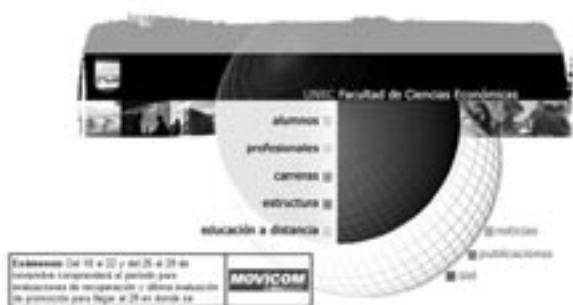 UNRC Facultad de Ciencias Económicas
alumnos
profesionales
carreras
estructura
educación a distancia
noticias
publicaciones
Exámenes: Del 18 al 22 y del 25 al 29 de
noviembre comprenderá el período para
evaluaciones de recuperación y última evaluación
de promoción para llegar al 29 en donde se
MOVICOM